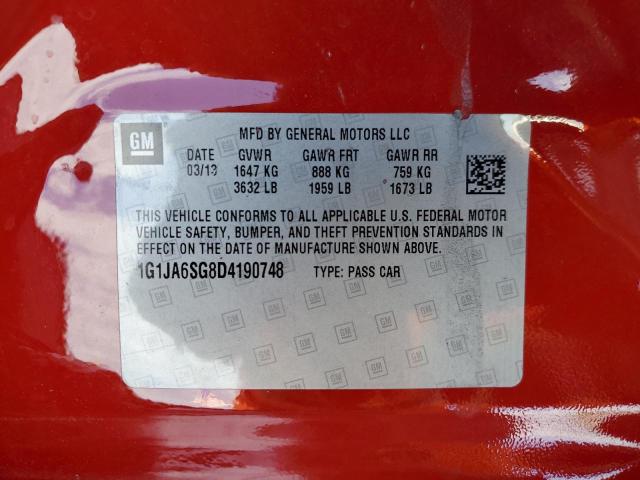 GM
MFD BY GENERAL MOTORS LLC
DATE GVWR GAWR FRT GAWR RR
03/13 1647 KG 888 KG 759 KG
3632 LB 1959 LB 1673 LB
THIS VEHICLE CONFORMS TO ALL APPLICABLE U.S. FEDERAL MOTOR
VEHICLE SAFETY, BUMPER, AND THEFT PREVENTION STANDARDS IN
EFFECT ON THE DATE OF MANUFACTURE SHOWN ABOVE.
1G1JA6SG8D4190748 TYPE: PASS CAR